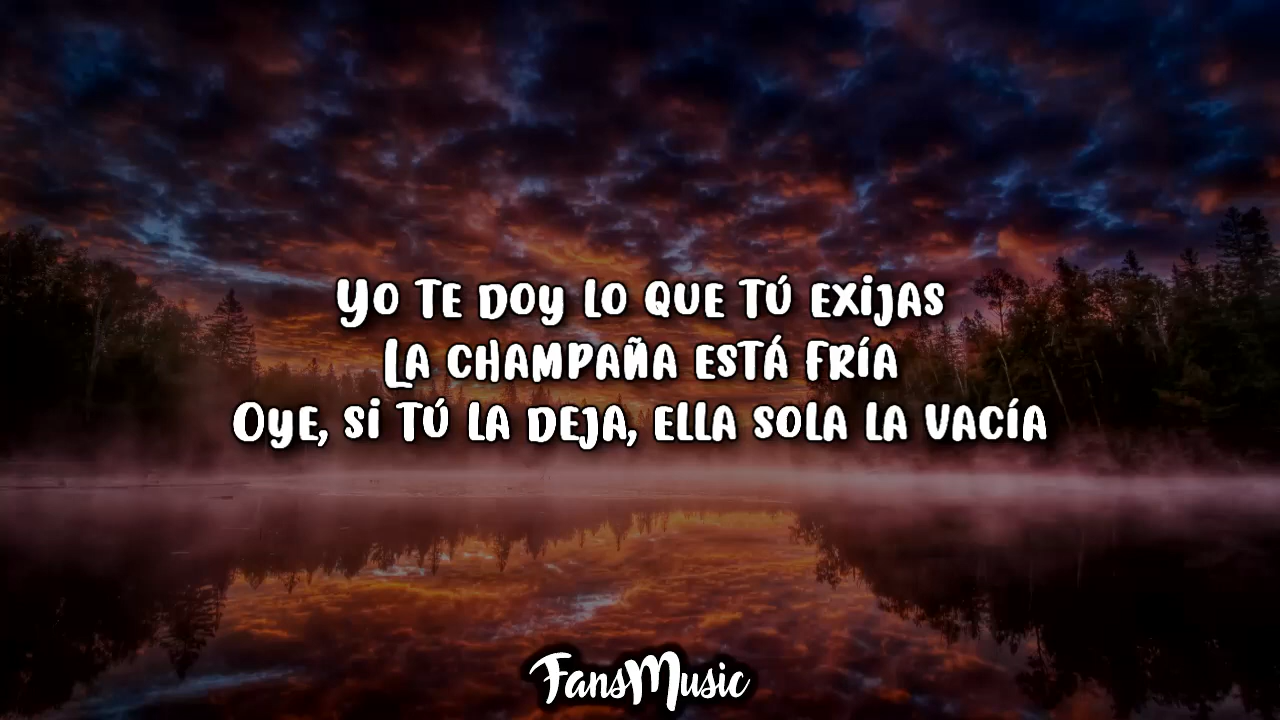 Yo te doy lo que tú exijas
La champaña está fría
Oye, si tú la deja, ella sola la vacía
FansMusic